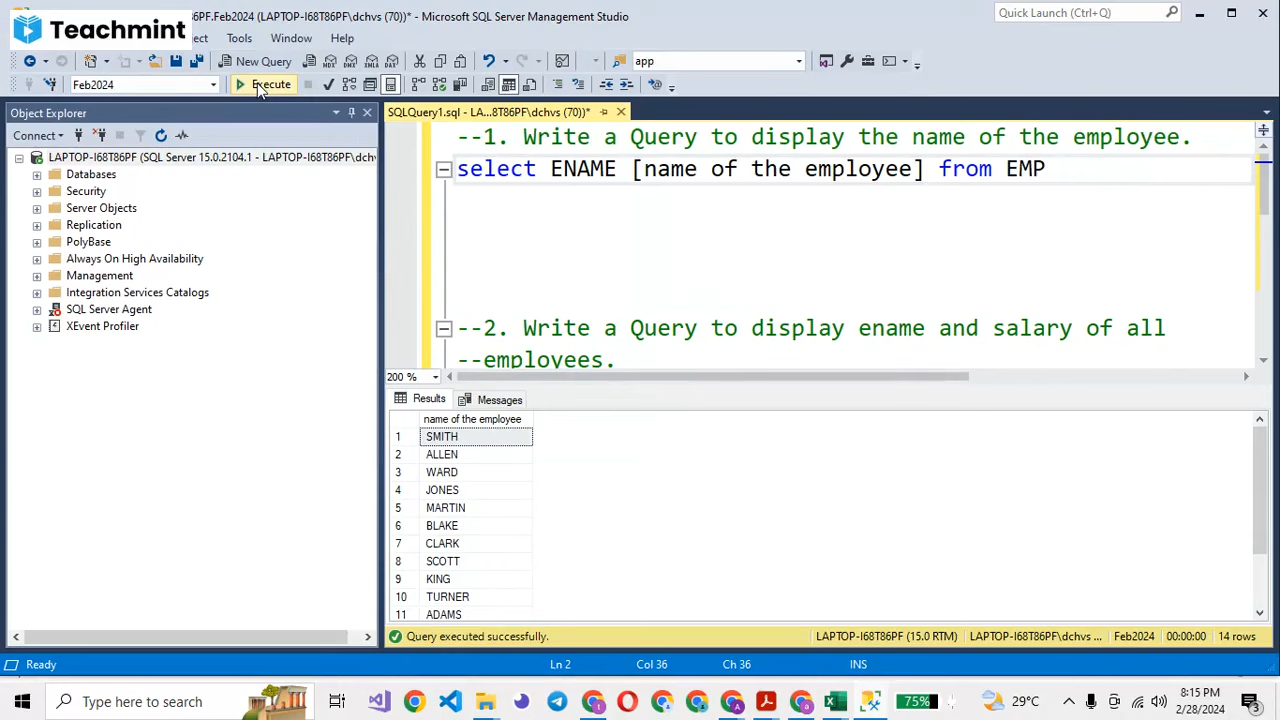 Teachmint
PF.Feb2024 (LAPTOP-I68T86PF\dchvs (70))* - Microsoft SQL Server Management Studio
Quick Launch (Ctrl+Q)
Tools Window Help
New Query
app
Feb2024
Execute
Object Explorer
SQLQuery1.sql - LA...8T86PF\dchvs (70))*
Connect
LAPTOP-I68T86PF (SQL Server 15.0.2104.1 - LAPTOP-I68T86PF\dchvs
Databases
Security
Server Objects
Replication
PolyBase
Always On High Availability
Management
Integration Services Catalogs
SQL Server Agent
XEvent Profiler
--1. Write a Query to display the name of the employee.
select ENAME [name of the employee] from EMP
--2. Write a Query to display ename and salary of all
--employees.
200 %
Results Messages
name of the employee
1 SMITH
2 ALLEN
3 WARD
4 JONES
5 MARTIN
6 BLAKE
7 CLARK
8 SCOTT
9 KING
10 TURNER
11 ADAMS
Query executed successfully.
LAPTOP-I68T86PF (15.0 RTM) LAPTOP-I68T86PF\dchvs ... Feb2024 00:00:00 14 rows
Ready
Ln 2 Col 36 Ch 36 INS
Type here to search
75%
29°C
8:15 PM
2/28/2024
3